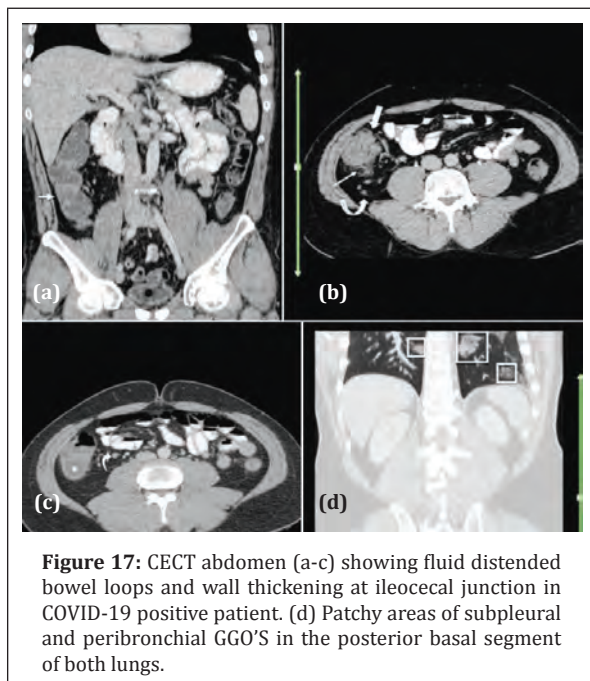 (a)
(b)
(c)
(d)
Figure 17: CECT abdomen (a-c) showing fluid distended
bowel loops and wall thickening at ileocecal junction in
COVID-19 positive patient. (d) Patchy areas of subpleural
and peribronchial GGO'S in the posterior basal segment
of both lungs.